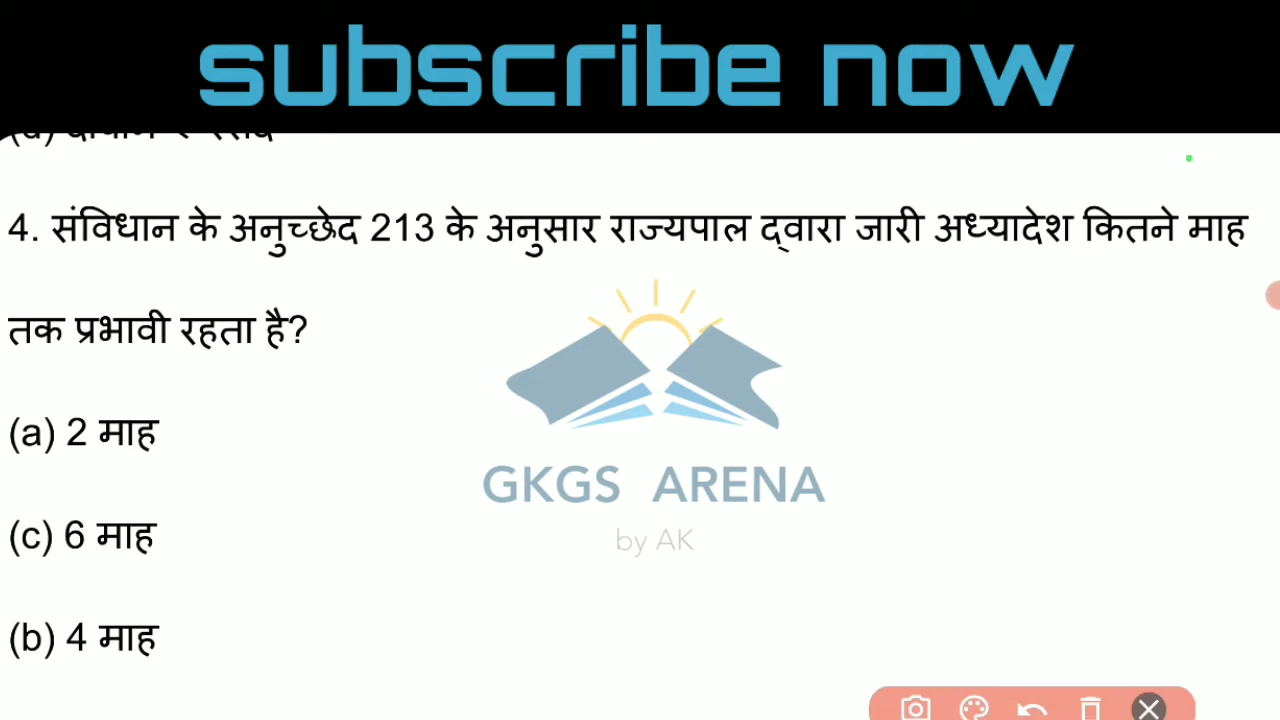 subscribe now
4. संविधान के अनुच्छेद 213 के अनुसार राज्यपाल द्वारा जारी अध्यादेश कितने माह
तक प्रभावी रहता है?
(a) 2 माह
(c) 6 माह
(b) 4 माह
GKGS ARENA
by AK